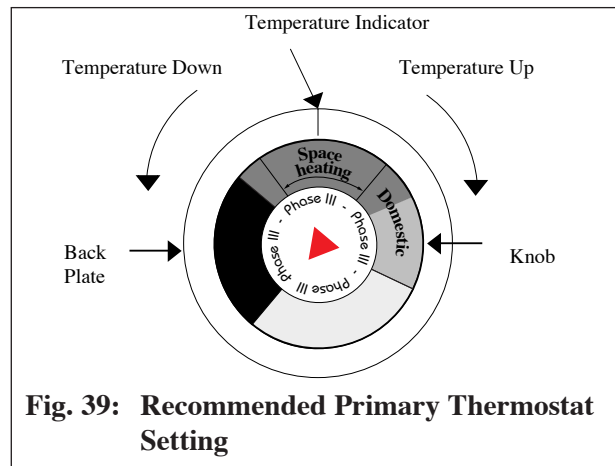 Temperature Indicator
Temperature Down
Temperature Up
Space
heating
Domestic
Phase III - Phase III - Phase III - Phase III
Back
Plate
Knob
Fig. 39: Recommended Primary Thermostat
Setting